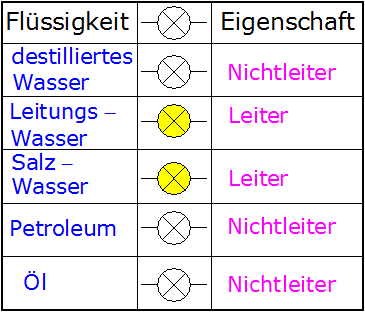 Flüssigkeit Eigenschaft
destilliertes
Wasser
Nichtleiter
Leitungs –
Wasser
Leiter
Salz –
Wasser
Leiter
Petroleum Nichtleiter
Öl Nichtleiter